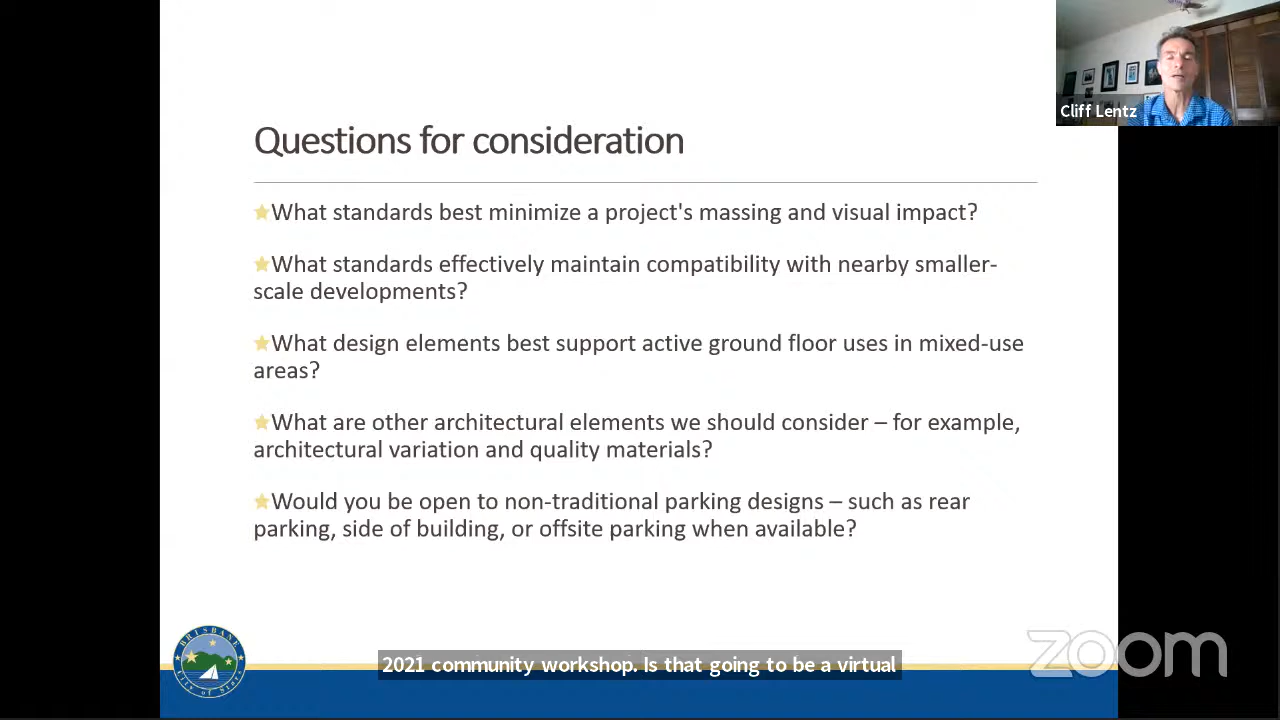 Cliff Lentz
Questions for consideration
What standards best minimize a project's massing and visual impact?
What standards effectively maintain compatibility with nearby smaller-
scale developments?
What design elements best support active ground floor uses in mixed-use
areas?
What are other architectural elements we should consider – for example,
architectural variation and quality materials?
Would you be open to non-traditional parking designs – such as rear
parking, side of building, or offsite parking when available?
BRISBANE
City of Stars
2021 community workshop. Is that going to be a virtual
zoom